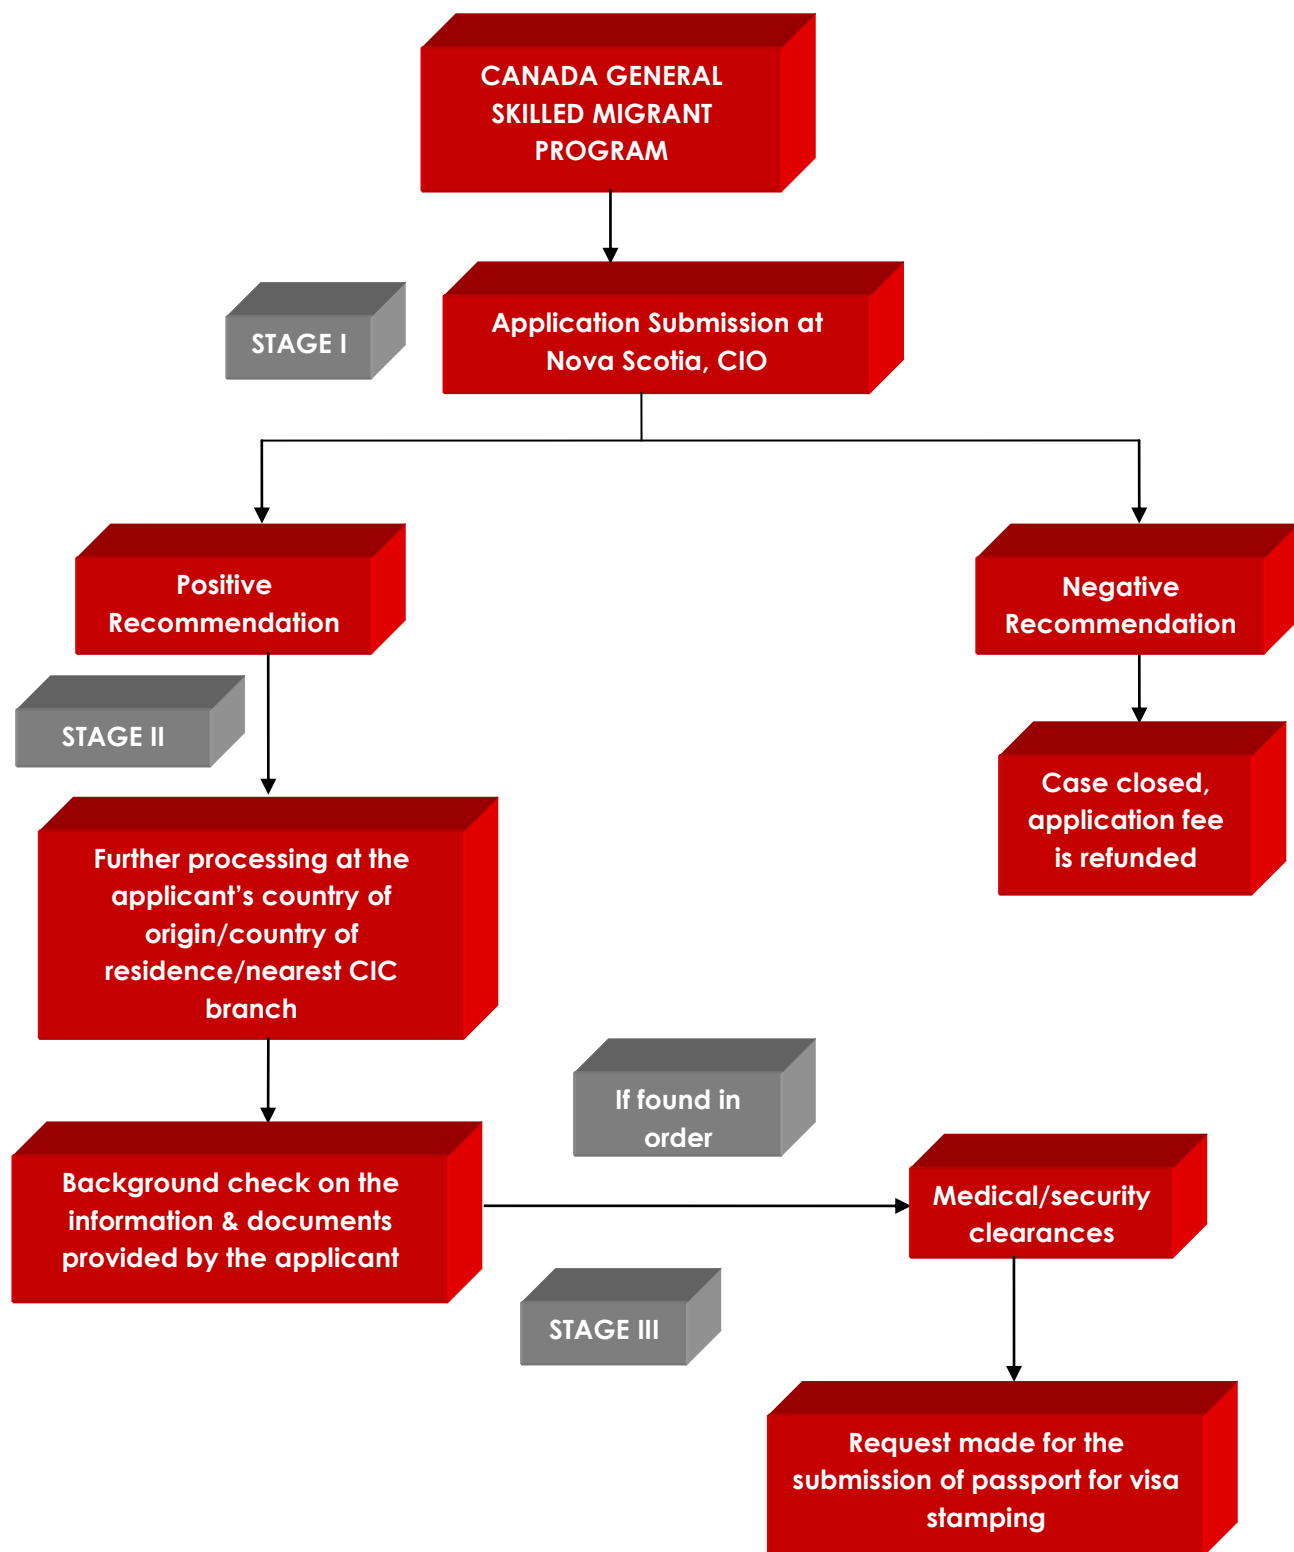 CANADA GENERAL
SKILLED MIGRANT
PROGRAM
STAGE I
Application Submission at
Nova Scotia, CIO
Positive
Recommendation
Negative
Recommendation
STAGE II
Case closed,
application fee
is refunded
Further processing at the
applicant’s country of
origin/country of
residence/nearest CIC
branch
If found in
order
Background check on the
information & documents
provided by the applicant
Medical/security
clearances
STAGE III
Request made for the
submission of passport for visa
stamping